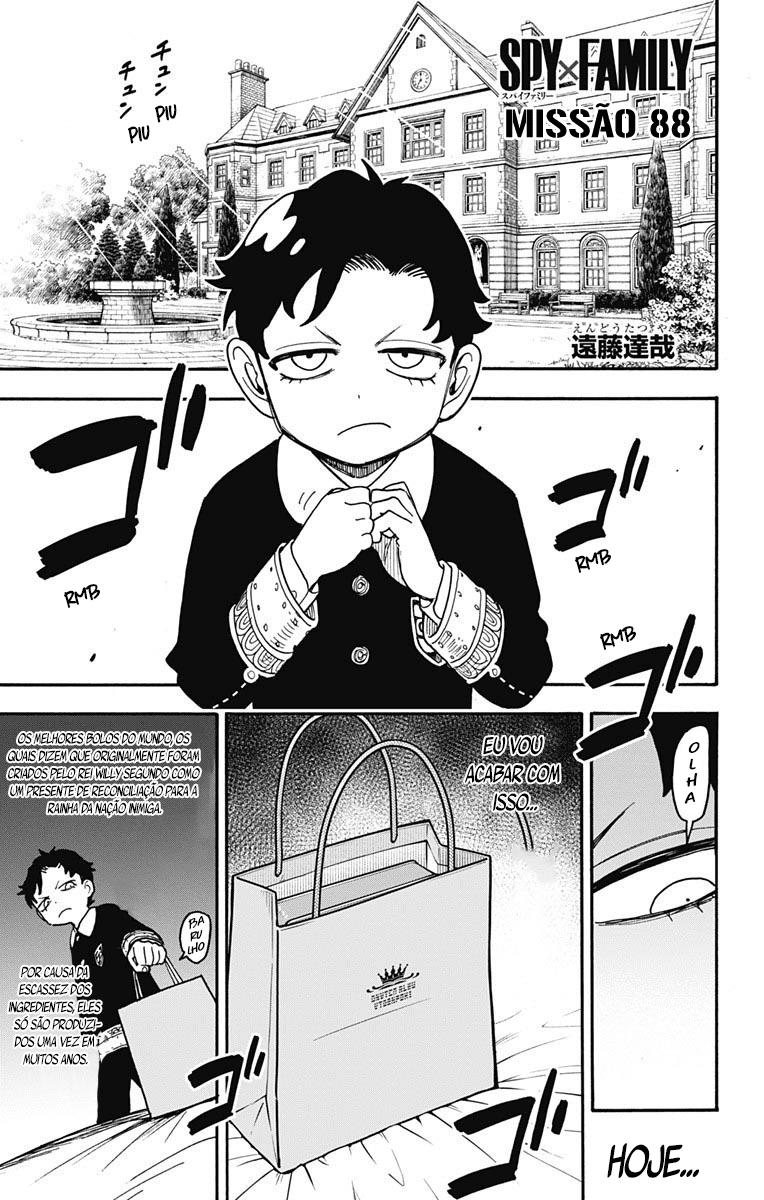 SPY×FAMILY
スパイファミリー
MISSÃO 88
チュン
PIU
チュン
PIU
えんどうたつや
遠藤達哉
ゴ
RMB
ゴ
RMB
RMB
ゴ
OLHA
HOJE...
EU VOU
ACABAR COM
ISSO...
ゴ
ゴ
OS MELHORES BOLOS DO MUNDO, OS
QUAIS DIZEM QUE ORIGINALMENTE FORAM
CRIADOS PELO REI WILLY SEGUNDO COMO
UM PRESENTE DE RECONCILIAÇÃO PARA A
RAINHA DA NAÇÃO INIMIGA.
BA
RU
LHO
POR CAUSA DA
ESCASSEZ DOS
INGREDIENTES, ELES
SÓ SÃO PRODUZI-
DOS UMA VEZ EM
MUITOS ANOS.